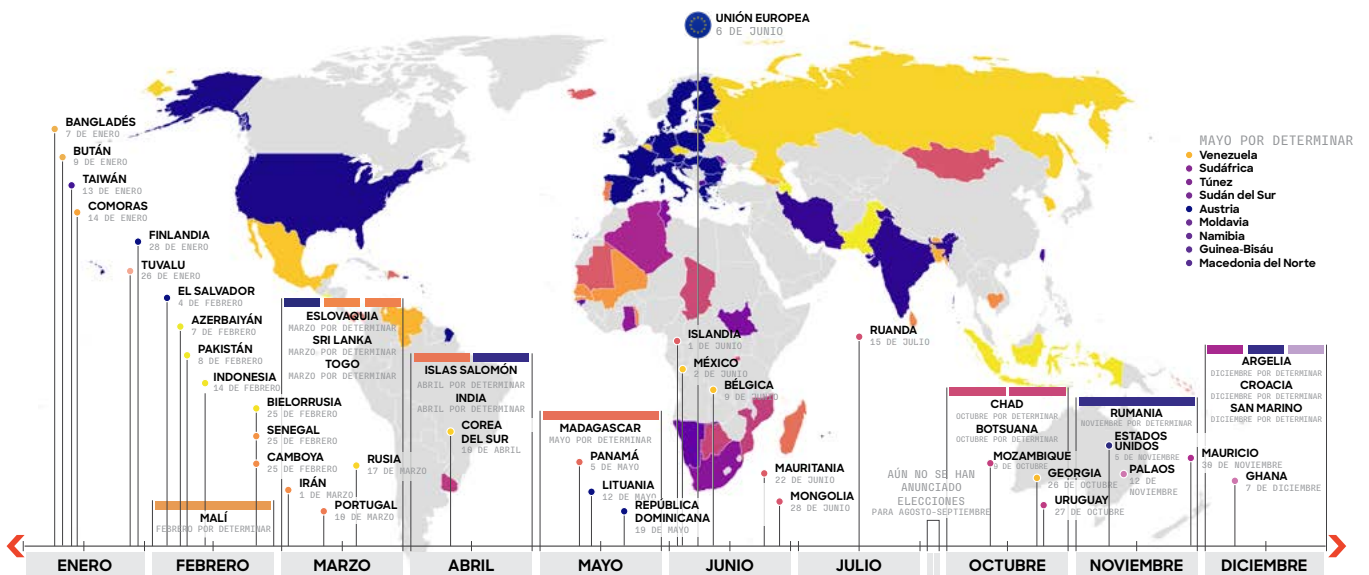 UNIÓN EUROPEA
6 DE JUNIO
BANGLADÉS
7 DE ENERO
BUTÁN
9 DE ENERO
TAIWÁN
13 DE ENERO
COMORAS
14 DE ENERO
FINLANDIA
28 DE ENERO
TUVALU
26 DE ENERO
EL SALVADOR
4 DE FEBRERO
AZERBAIYÁN
7 DE FEBRERO
PAKISTÁN
8 DE FEBRERO
INDONESIA
14 DE FEBRERO
BIELORRUSIA
25 DE FEBRERO
SENEGAL
25 DE FEBRERO
CAMBOYA
25 DE FEBRERO
MALÍ
FEBRERO POR DETERMINAR
ESLOVAQUIA
MARZO POR DETERMINAR
SRI LANKA
MARZO POR DETERMINAR
TOGO
MARZO POR DETERMINAR
RUSIA
17 DE MARZO
IRÁN
1 DE MARZO
PORTUGAL
10 DE MARZO
ISLAS SALOMÓN
ABRIL POR DETERMINAR
INDIA
ABRIL POR DETERMINAR
COREA
DEL SUR
10 DE ABRIL
MADAGASCAR
MAYO POR DETERMINAR
PANAMÁ
5 DE MAYO
LITUANIA
12 DE MAYO
REPÚBLICA
DOMINICANA
19 DE MAYO
ISLANDIA
1 DE JUNIO
MÉXICO
2 DE JUNIO
BÉLGICA
9 DE JUNIO
MAURITANIA
22 DE JUNIO
MONGOLIA
28 DE JUNIO
RUANDA
15 DE JULIO
AÚN NO SE HAN
ANUNCIADO
ELECCIONES
PARA AGOSTO-SEPTIEMBRE
CHAD
OCTUBRE POR DETERMINAR
BOTSUANA
OCTUBRE POR DETERMINAR
MOZAMBIQUE
9 DE OCTUBRE
GEORGIA
26 DE OCTUBRE
URUGUAY
27 DE OCTUBRE
RUMANIA
NOVIEMBRE POR DETERMINAR
ESTADOS
UNIDOS
5 DE NOVIEMBRE
PALAOS
12 DE
NOVIEMBRE
MAURICIO
30 DE NOVIEMBRE
GHANA
7 DE DICIEMBRE
ARGELIA
DICIEMBRE POR DETERMINAR
CROACIA
DICIEMBRE POR DETERMINAR
SAN MARINO
DICIEMBRE POR DETERMINAR
MAYO POR DETERMINAR
Venezuela
Sudáfrica
Túnez
Sudán del Sur
Austria
Moldavia
Namibia
Guinea-Bisáu
Macedonia del Norte
ENERO
FEBRERO
MARZO
ABRIL
MAYO
JUNIO
JULIO
OCTUBRE
NOVIEMBRE
DICIEMBRE